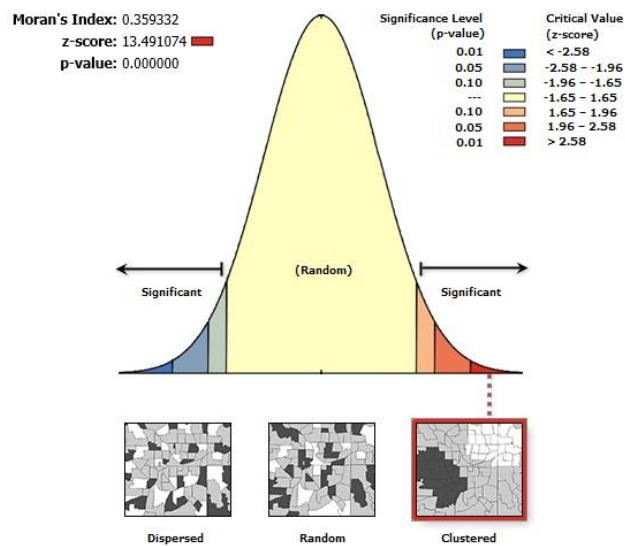 Moran's Index: 0.359332
z-score: 13.491074
p-value: 0.000000
Significance Level
(p-value)
Critical Value
(z-score)
0.01 < -2.58
0.05 -2.58 – -1.96
0.10 -1.96 – -1.65
--- -1.65 – 1.65
0.10 1.65 – 1.96
0.05 1.96 – 2.58
0.01 > 2.58
(Random)
Significant
Significant
Dispersed
Random
Clustered